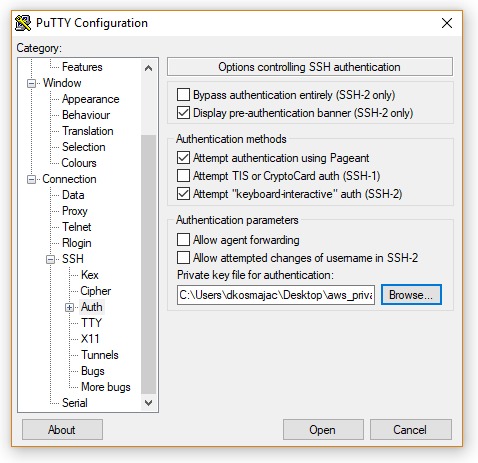 PuTTY Configuration
Category:
Features
Window
Appearance
Behaviour
Translation
Selection
Colours
Connection
Data
Proxy
Telnet
Rlogin
SSH
Kex
Cipher
Auth
TTY
X11
Tunnels
Bugs
More bugs
Serial
Options controlling SSH authentication
Bypass authentication entirely (SSH-2 only)
Display pre-authentication banner (SSH-2 only)
Authentication methods
Attempt authentication using Pageant
Attempt TIS or CryptoCard auth (SSH-1)
Attempt "keyboard-interactive" auth (SSH-2)
Authentication parameters
Allow agent forwarding
Allow attempted changes of username in SSH-2
Private key file for authentication:
C:\Users\dkosmajac\Desktop\aws_priva
Browse...
About
Open
Cancel